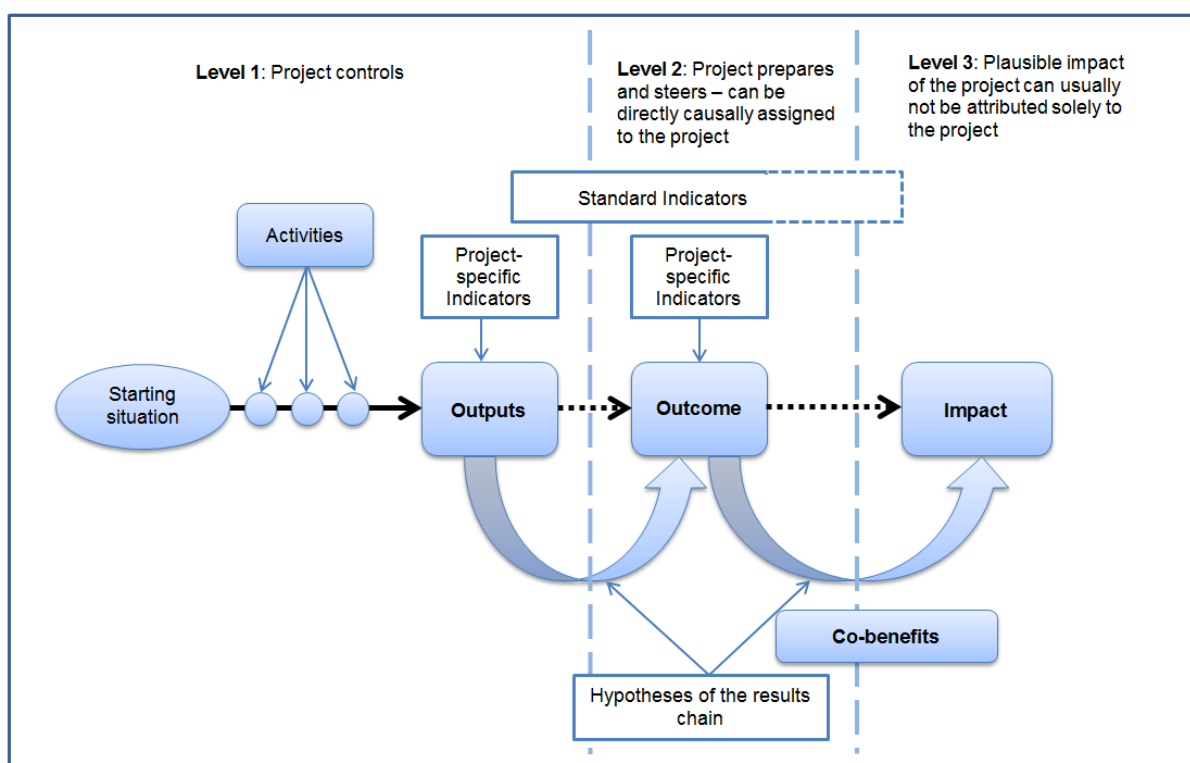 Level 1: Project controls
Level 2: Project prepares
and steers – can be
directly causally assigned
to the project
Level 3: Plausible impact
of the project can usually
not be attributed solely to
the project
Standard Indicators
Activities
Project-
specific
Indicators
Project-
specific
Indicators
Starting
situation
Outputs
Outcome
Impact
Co-benefits
Hypotheses of the results
chain